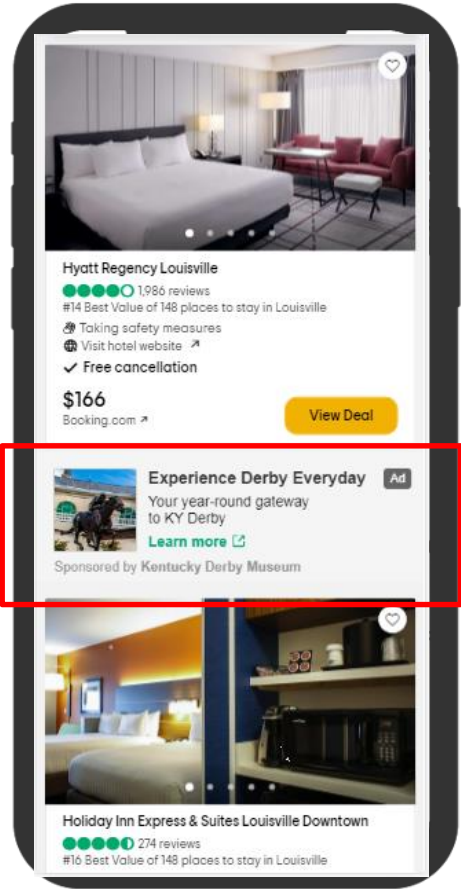 Hyatt Regency Louisville
1,986 reviews
#14 Best Value of 148 places to stay in Louisville
Taking safety measures
Visit hotel website ↗
✓ Free cancellation
$166
Booking.com ↗
View Deal
Experience Derby Everyday
Ad
Your year-round gateway
to KY Derby
Learn more
Sponsored by Kentucky Derby Museum
Holiday Inn Express & Suites Louisville Downtown
274 reviews
#16 Best Value of 148 places to stay in Louisville